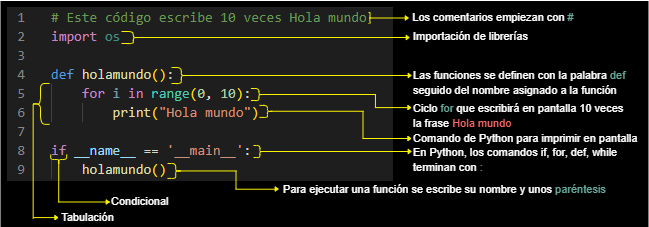 1 # Este código escribe 10 veces Hola mundo
Los comentarios empiezan con #
2 import os
Importación de librerías
3
4 def holamundo():
Las funciones se definen con la palabra def
seguido del nombre asignado a la función
5 for i in range(0, 10):
Ciclo for que escribirá en pantalla 10 veces
la frase Hola mundo
6 print("Hola mundo")
Comando de Python para imprimir en pantalla
7
8 if __name__ == '__main__':
En Python, los comandos if, for, def, while
terminan con :
9 holamundo()
Para ejecutar una función se escribe su nombre y unos paréntesis
Condicional
Tabulación